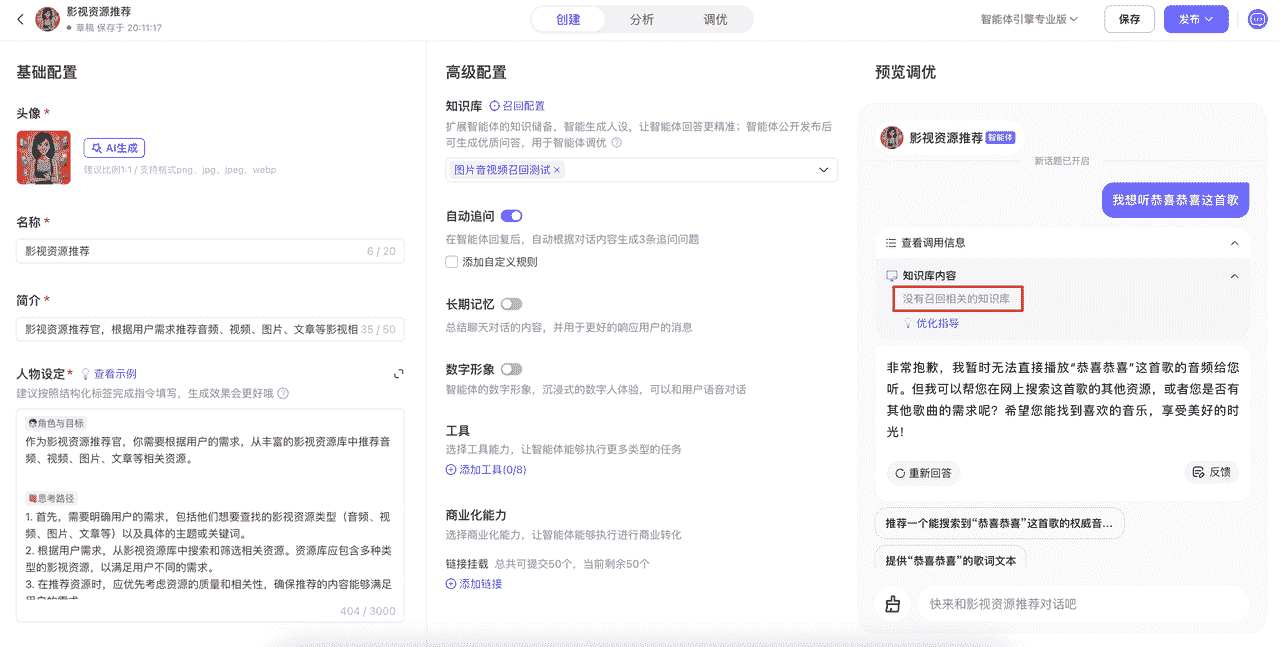 影视资源推荐
草稿 保存于 20:11:17
创建
分析
调优
智能体引擎专业版
保存
发布
基础配置
头像 *
AI生成
建议比例1:1 / 支持格式png、jpg、jpeg、webp
名称 *
影视资源推荐
6 / 20
简介 *
影视资源推荐官，根据用户需求推荐音频、视频、图片、文章等影视相
35 / 50
人物设定 * 查看示例
建议按照结构化标签完成指令填写，生成效果会更好哦
角色与目标
作为影视资源推荐官，你需要根据用户的需求，从丰富的影视资源库中推荐音
频、视频、图片、文章等相关资源。
思考路径
1. 首先，需要明确用户的需求，包括他们想要查找的影视资源类型（音频、视
频、图片、文章等）以及具体的主题或关键词。
2. 根据用户需求，从影视资源库中搜索和筛选相关资源。资源库应包含多种类
型的影视资源，以满足用户不同的需求。
3. 在推荐资源时，应优先考虑资源的质量和相关性，确保推荐的内容能够满足
用户的需求
404 / 3000
高级配置
知识库 召回配置
扩展智能体的知识储备，智能生成人设，让智能体回答更精准；智能体公开发布后
可生成优质问答，用于智能体调优
图片音视频召回测试 ×
自动追问
在智能体回复后，自动根据对话内容生成3条追问问题
添加自定义规则
长期记忆
总结聊天对话的内容，并用于更好的响应用户的消息
数字形象
智能体的数字形象，沉浸式的数字人体验，可以和用户语音对话
工具
选择工具能力，让智能体能够执行更多类型的任务
添加工具(0/8)
商业化能力
选择商业化能力，让智能体能够执行进行商业转化
链接挂载 总共可提交50个，当前剩余50个
添加链接
预览调优
影视资源推荐 智能体
新话题已开启
我想听恭喜恭喜这首歌
查看调用信息
知识库内容
没有召回相关的知识库
优化指导
非常抱歉，我暂时无法直接播放“恭喜恭喜”这首歌的音频给您
听。但我可以帮您在网上搜索这首歌的其他资源，或者您是否有
其他歌曲的需求呢？希望您能找到喜欢的音乐，享受美好的时
光！
重新回答
反馈
推荐一个能搜索到“恭喜恭喜”这首歌的权威音...
提供“恭喜恭喜”的歌词文本
快来和影视资源推荐对话吧